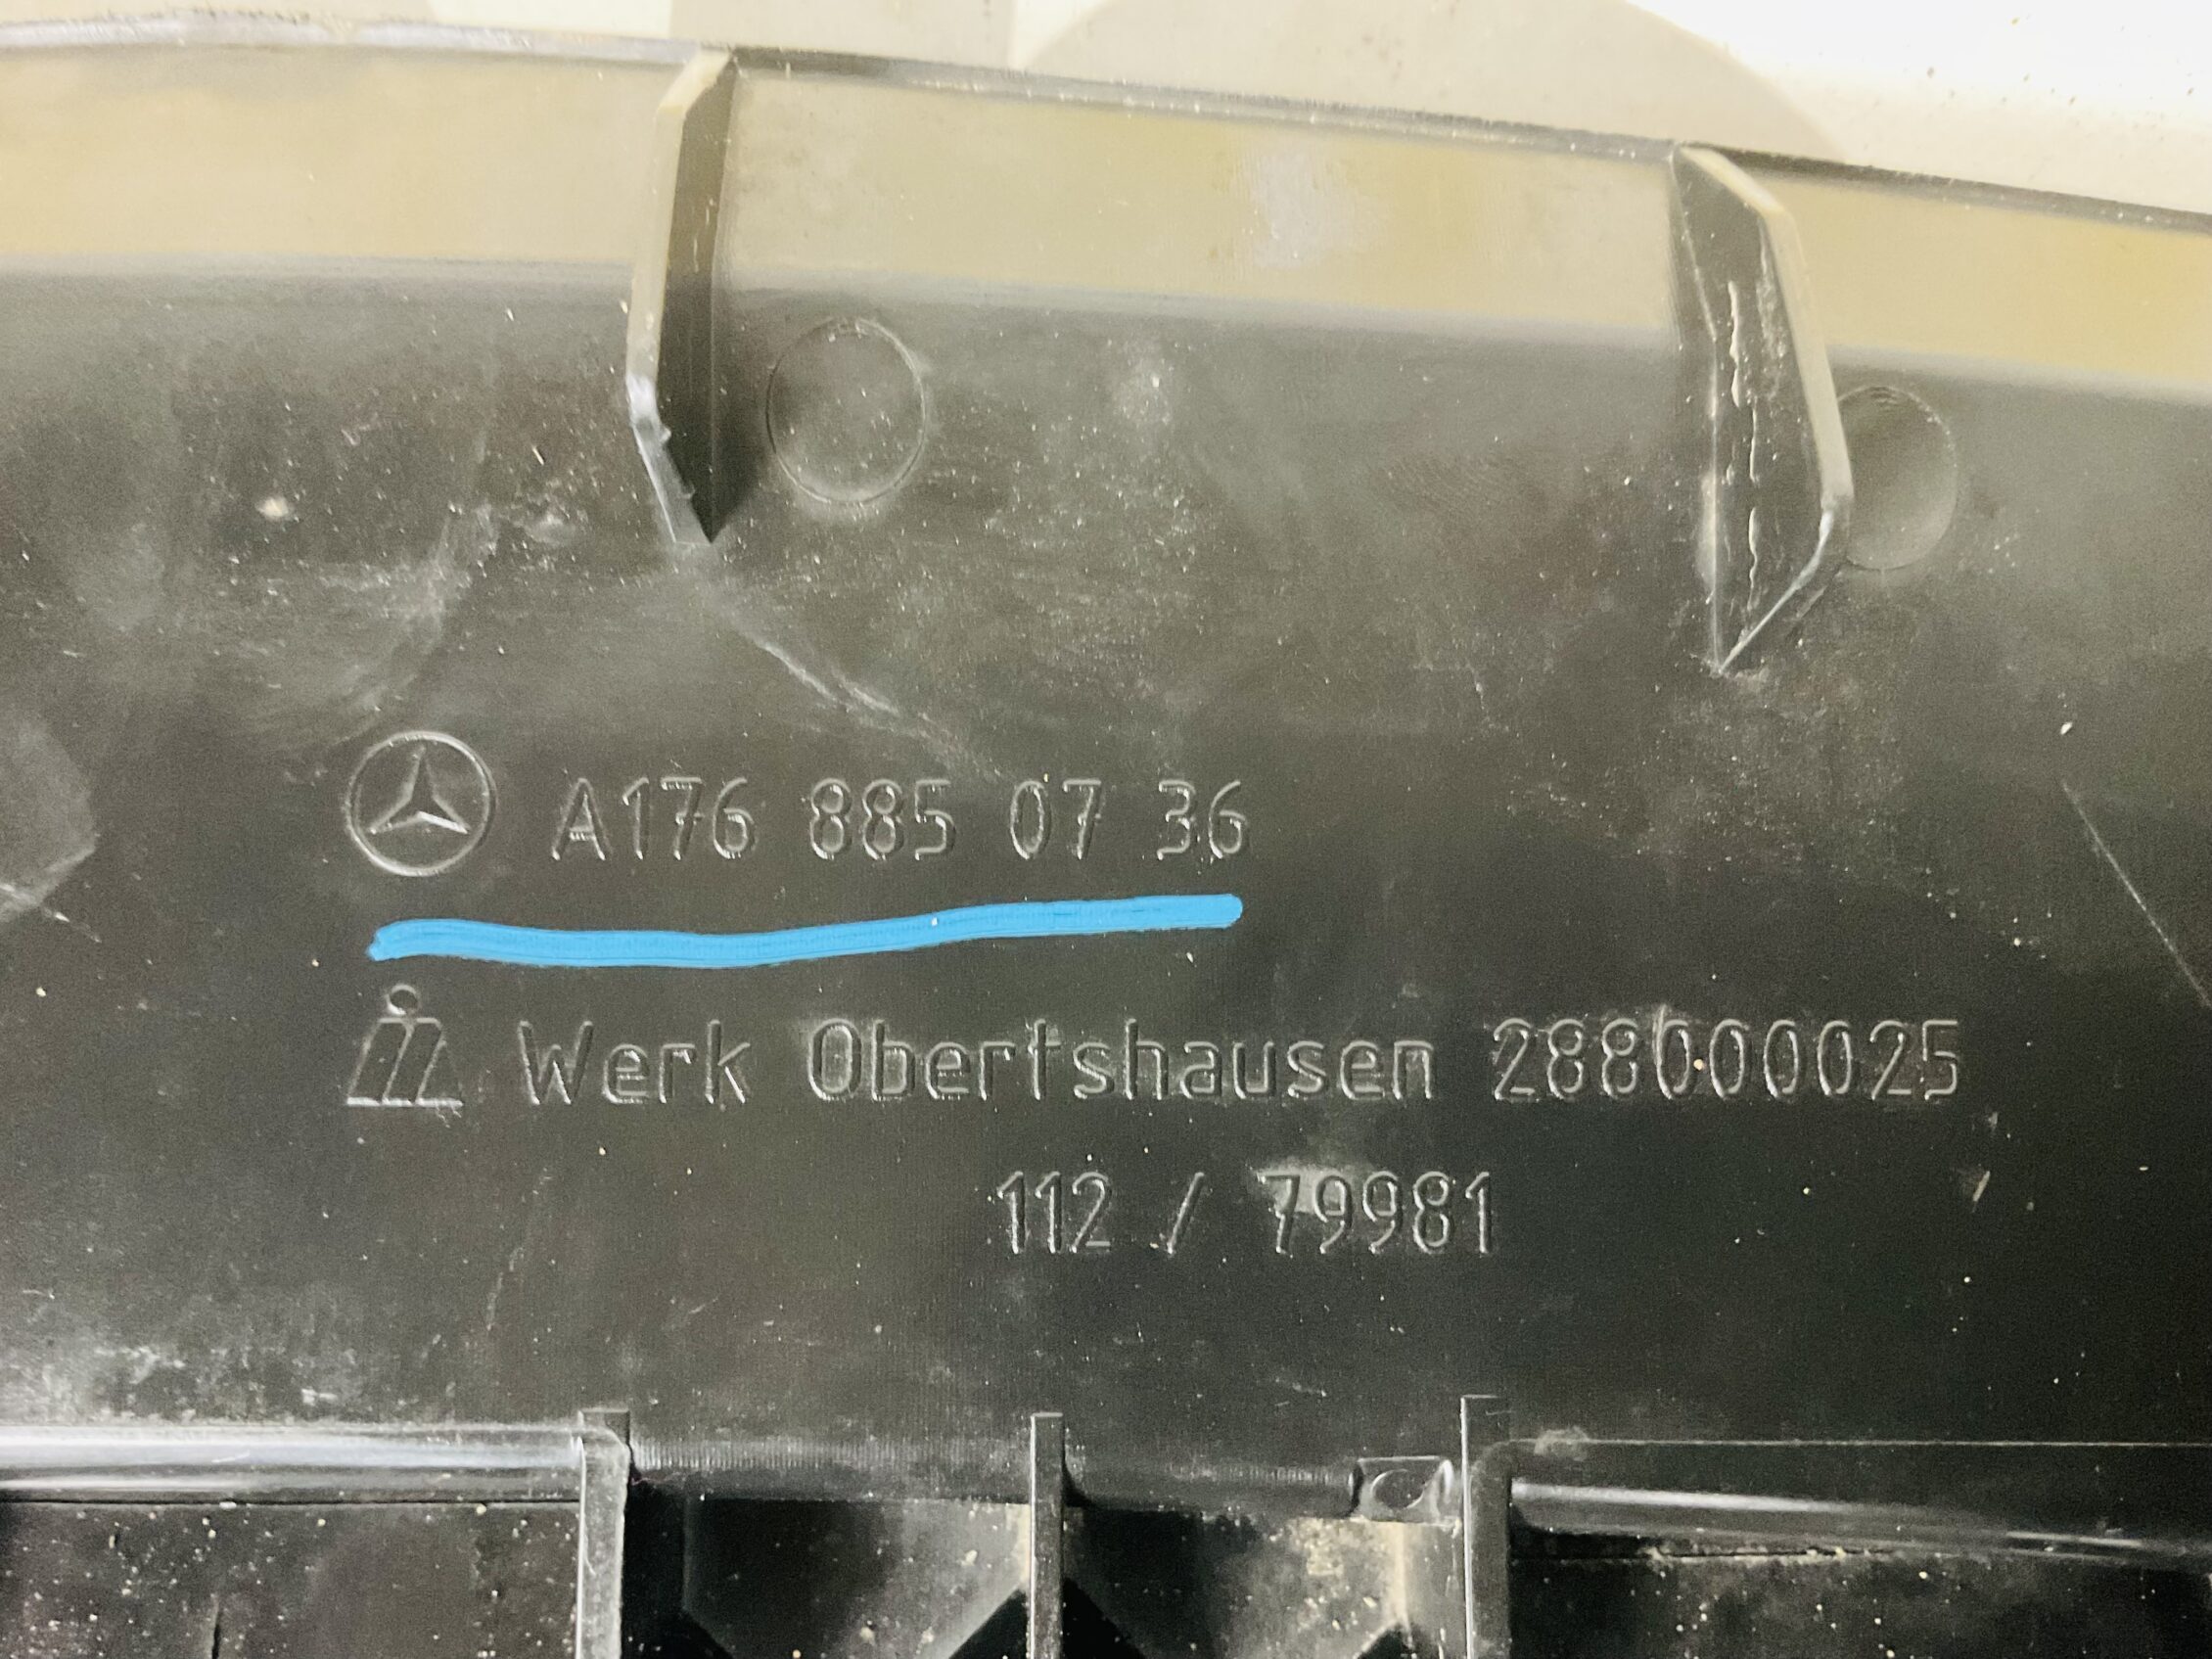 A176 885 07 36
Werk Obertshausen 288000025
112 / 79981